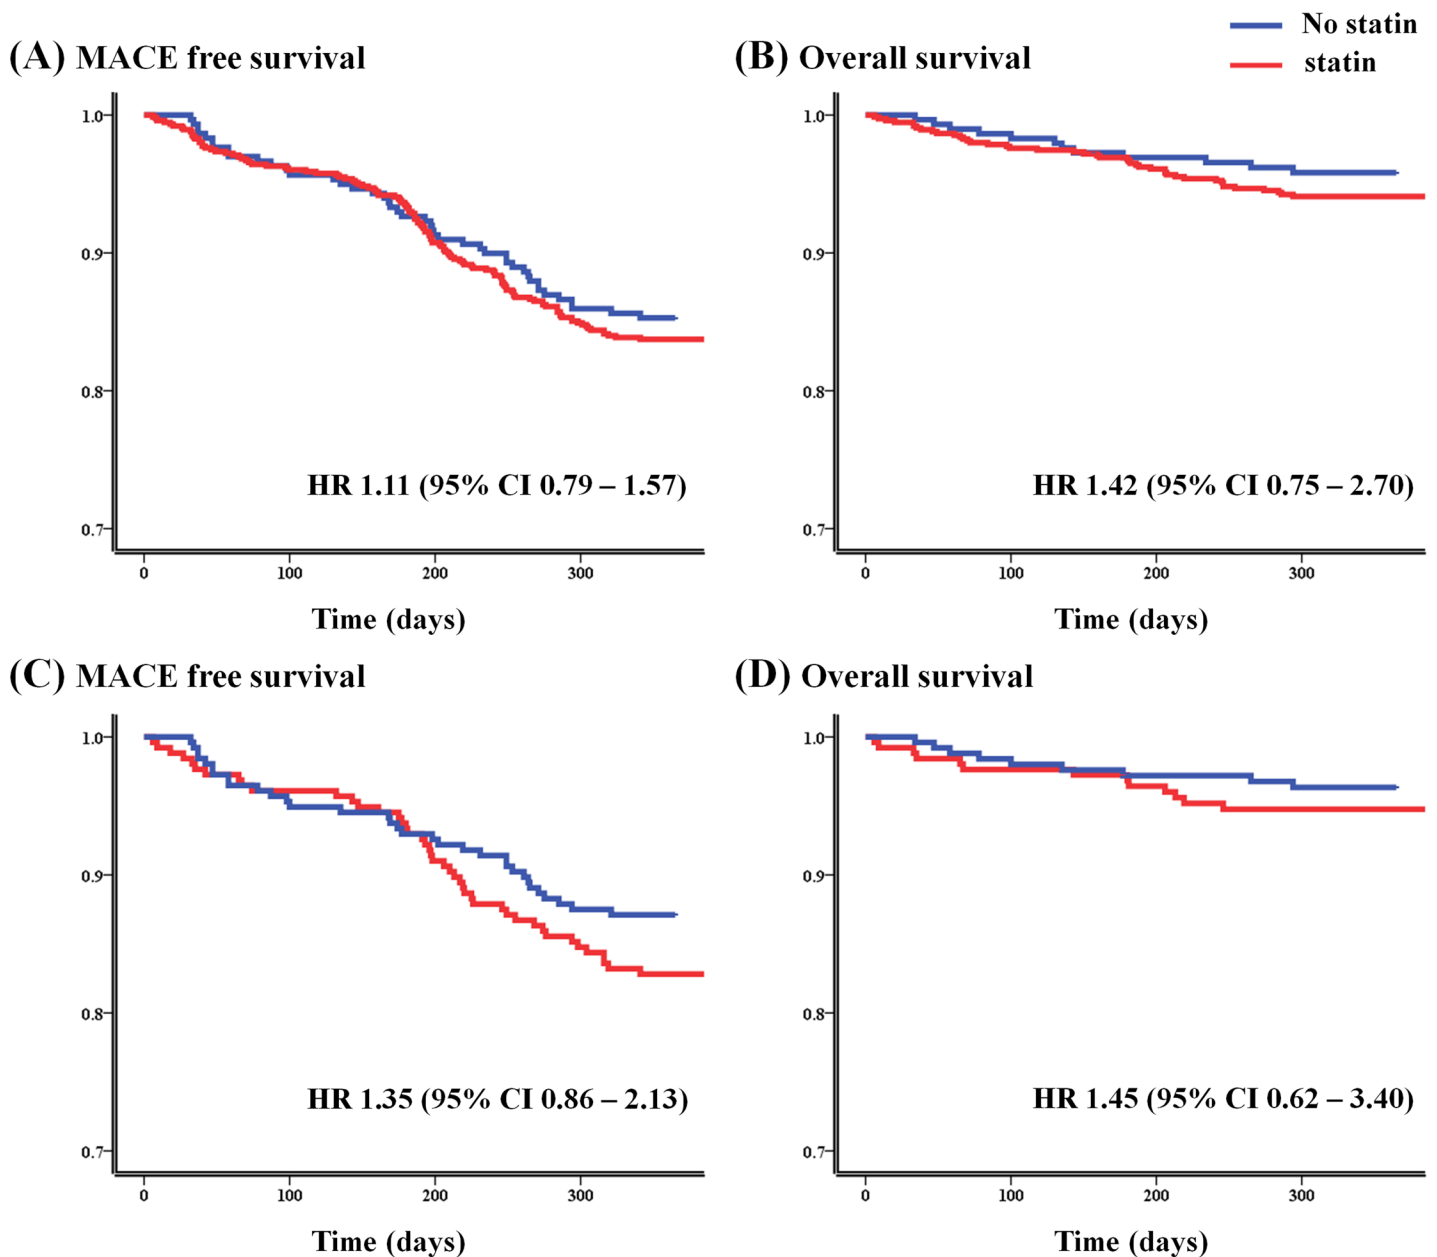 No statin
statin
(A) MACE free survival
1.0
0.9
0.8
0.7
HR 1.11 (95% CI 0.79 – 1.57)
0 100 200 300
Time (days)
(B) Overall survival
1.0
0.9
0.8
0.7
HR 1.42 (95% CI 0.75 – 2.70)
0 100 200 300
Time (days)
(C) MACE free survival
1.0
0.9
0.8
0.7
HR 1.35 (95% CI 0.86 – 2.13)
0 100 200 300
Time (days)
(D) Overall survival
1.0
0.9
0.8
0.7
HR 1.45 (95% CI 0.62 – 3.40)
0 100 200 300
Time (days)